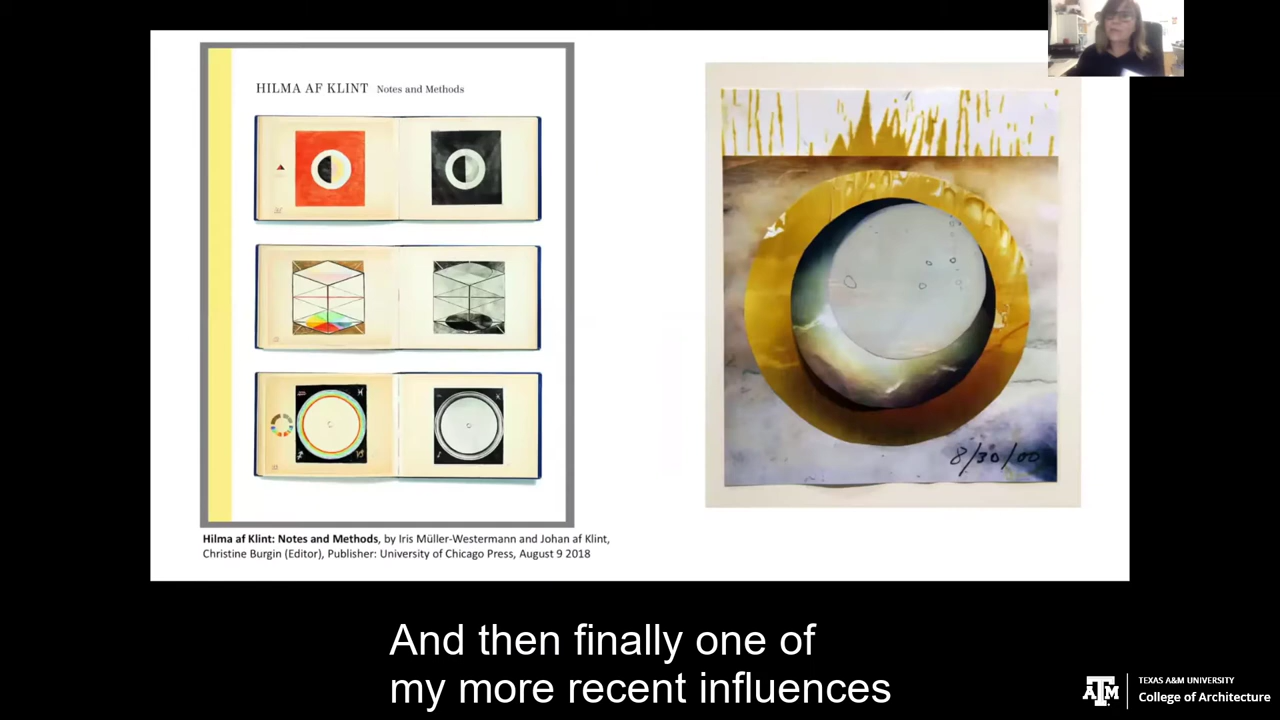 HILMA AF KLINT Notes and Methods
8/30/00
Hilma af Klint: Notes and Methods, by Iris Müller-Westermann and Johan af Klint,
Christine Burgin (Editor), Publisher: University of Chicago Press, August 9 2018
And then finally one of
my more recent influences
ATM
TEXAS A&M UNIVERSITY
College of Architecture